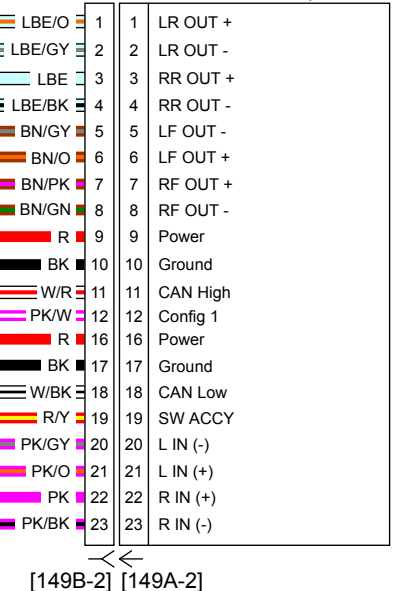 LBE/O 1 1 LR OUT +
LBE/GY 2 2 LR OUT -
LBE 3 3 RR OUT +
LBE/BK 4 4 RR OUT -
BN/GY 5 5 LF OUT -
BN/O 6 6 LF OUT +
BN/PK 7 7 RF OUT +
BN/GN 8 8 RF OUT -
R 9 9 Power
BK 10 10 Ground
W/R 11 11 CAN High
PK/W 12 12 Config 1
R 16 16 Power
BK 17 17 Ground
W/BK 18 18 CAN Low
R/Y 19 19 SW ACCY
PK/GY 20 20 L IN (-)
PK/O 21 21 L IN (+)
PK 22 22 R IN (+)
PK/BK 23 23 R IN (-)
[149B-2] [149A-2]